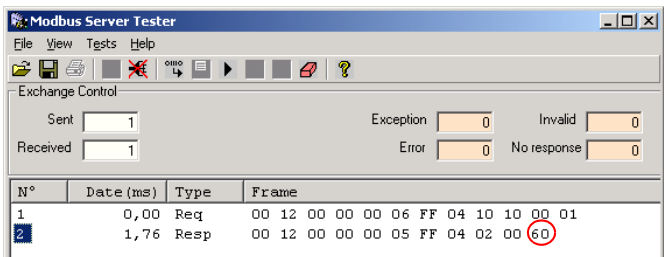 Modbus Server Tester
File View Tests Help
Exchange Control
Sent 1 Exception 0 Invalid 0
Received 1 Error 0 No response 0
N° Date(ms) Type Frame
1 0,00 Req 00 12 00 00 00 06 FF 04 10 10 00 01
2 1,76 Resp 00 12 00 00 00 05 FF 04 02 00 60